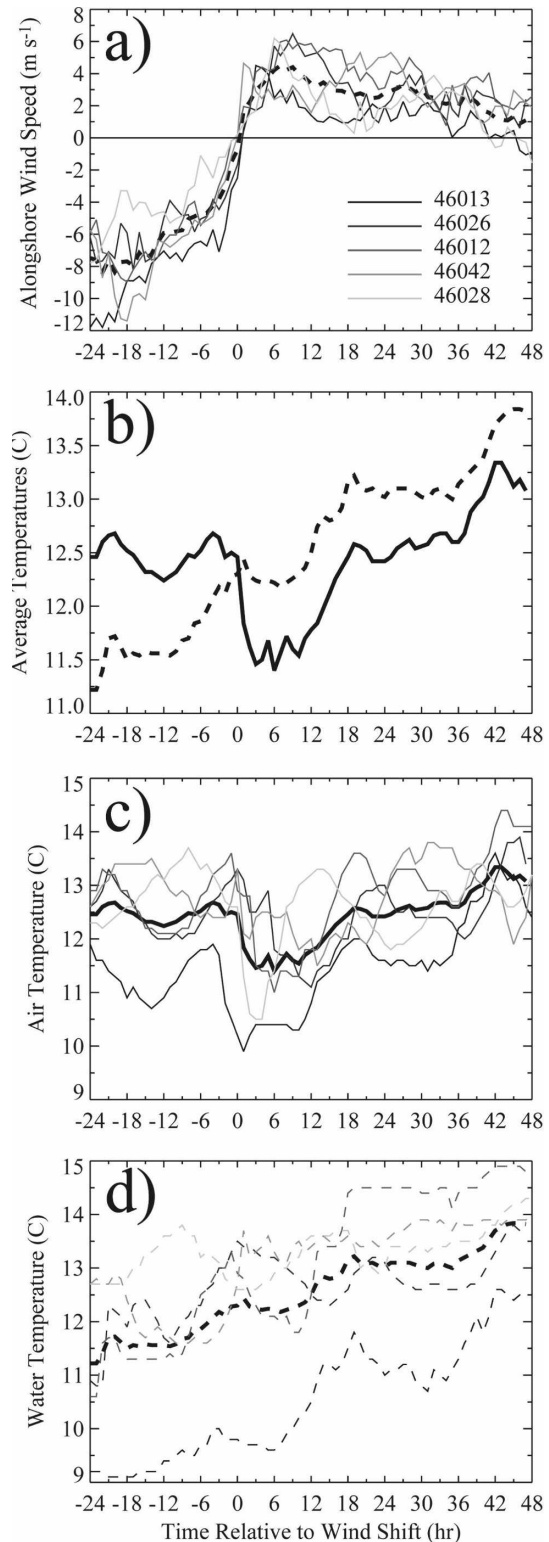 a)
Alongshore Wind Speed (m s-1)
8
6
4
2
0
-2
-4
-6
-8
-10
-12
46013
46026
46012
46042
46028
-24 -18 -12 -6 0 6 12 18 24 30 36 42 48
b)
Average Temperatures (C)
14.0
13.5
13.0
12.5
12.0
11.5
11.0
-24 -18 -12 -6 0 6 12 18 24 30 36 42 48
c)
Air Temperature (C)
15
14
13
12
11
10
9
-24 -18 -12 -6 0 6 12 18 24 30 36 42 48
d)
Water Temperature (C)
15
14
13
12
11
10
9
-24 -18 -12 -6 0 6 12 18 24 30 36 42 48
Time Relative to Wind Shift (hr)